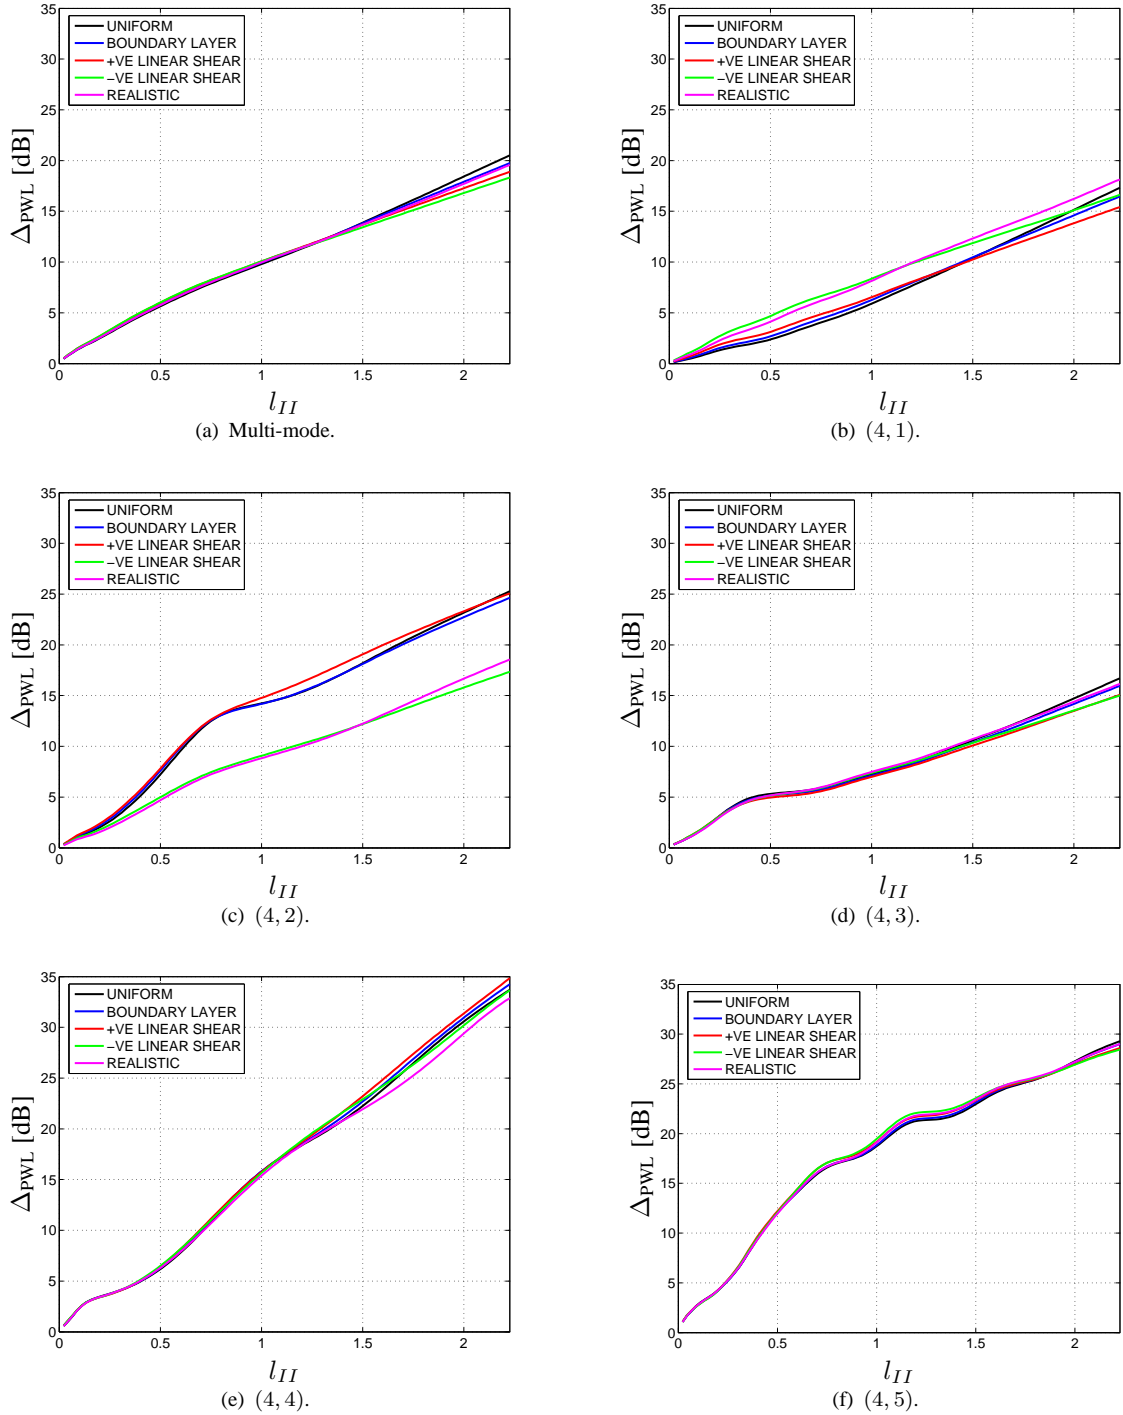 35
30
25
20
15
10
5
0
UNIFORM
BOUNDARY LAYER
+VE LINEAR SHEAR
−VE LINEAR SHEAR
REALISTIC
Δ_PWL [dB]
0 0.5 1 1.5 2
l_II
(a) Multi-mode.
35
30
25
20
15
10
5
0
UNIFORM
BOUNDARY LAYER
+VE LINEAR SHEAR
−VE LINEAR SHEAR
REALISTIC
Δ_PWL [dB]
0 0.5 1 1.5 2
l_II
(b) (4, 1).
35
30
25
20
15
10
5
0
UNIFORM
BOUNDARY LAYER
+VE LINEAR SHEAR
−VE LINEAR SHEAR
REALISTIC
Δ_PWL [dB]
0 0.5 1 1.5 2
l_II
(c) (4, 2).
35
30
25
20
15
10
5
0
UNIFORM
BOUNDARY LAYER
+VE LINEAR SHEAR
−VE LINEAR SHEAR
REALISTIC
Δ_PWL [dB]
0 0.5 1 1.5 2
l_II
(d) (4, 3).
35
30
25
20
15
10
5
0
UNIFORM
BOUNDARY LAYER
+VE LINEAR SHEAR
−VE LINEAR SHEAR
REALISTIC
Δ_PWL [dB]
0 0.5 1 1.5 2
l_II
(e) (4, 4).
35
30
25
20
15
10
5
0
UNIFORM
BOUNDARY LAYER
+VE LINEAR SHEAR
−VE LINEAR SHEAR
REALISTIC
Δ_PWL [dB]
0 0.5 1 1.5 2
l_II
(f) (4, 5).